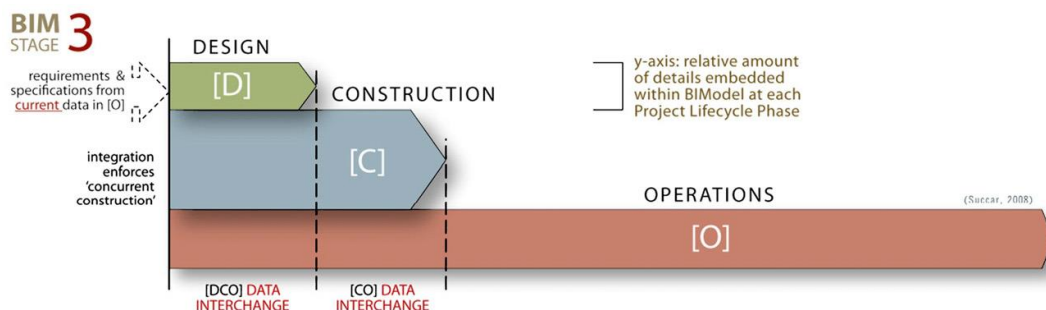 BIM
STAGE 3
DESIGN
requirements &
specifications from
current data in [O]
[D]
y-axis: relative amount
of details embedded
within BIModel at each
Project Lifecycle Phase
CONSTRUCTION
integration
enforces
'concurrent
construction'
[C]
OPERATIONS
(Succar, 2008)
[O]
[DCO] DATA
INTERCHANGE
[CO] DATA
INTERCHANGE